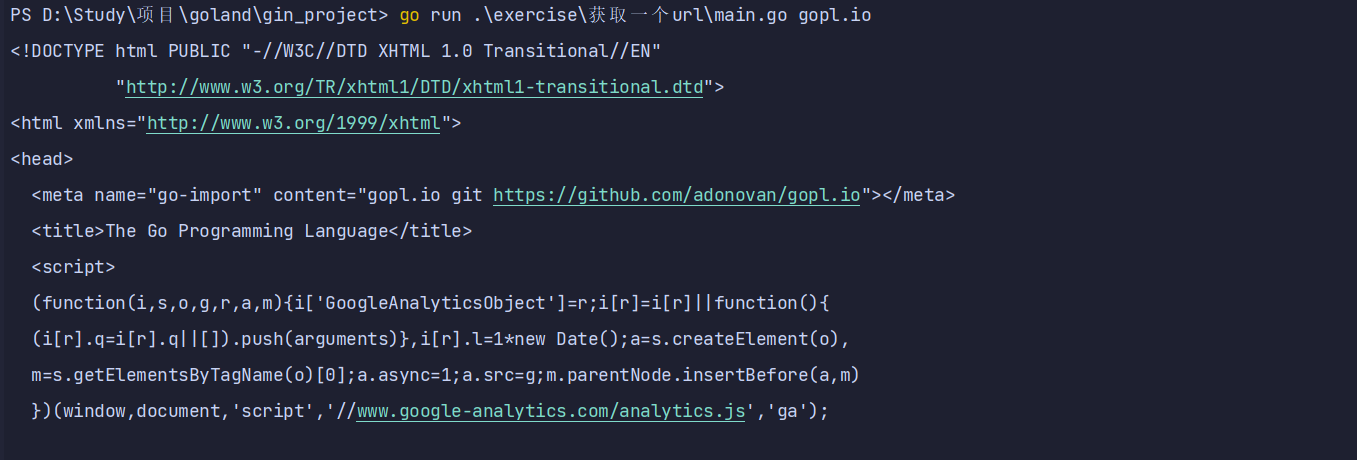 PS D:\Study\项目\goland\gin_project> go run .\exercise\获取一个url\main.go gopl.io
<!DOCTYPE html PUBLIC "-//W3C//DTD XHTML 1.0 Transitional//EN"
          "http://www.w3.org/TR/xhtml1/DTD/xhtml1-transitional.dtd">
<html xmlns="http://www.w3.org/1999/xhtml">
<head>
  <meta name="go-import" content="gopl.io git https://github.com/adonovan/gopl.io"></meta>
  <title>The Go Programming Language</title>
  <script>
  (function(i,s,o,g,r,a,m){i['GoogleAnalyticsObject']=r;i[r]=i[r]||function(){
  (i[r].q=i[r].q||[]).push(arguments)},i[r].l=1*new Date();a=s.createElement(o),
  m=s.getElementsByTagName(o)[0];a.async=1;a.src=g;m.parentNode.insertBefore(a,m)
  })(window,document,'script','//www.google-analytics.com/analytics.js','ga');